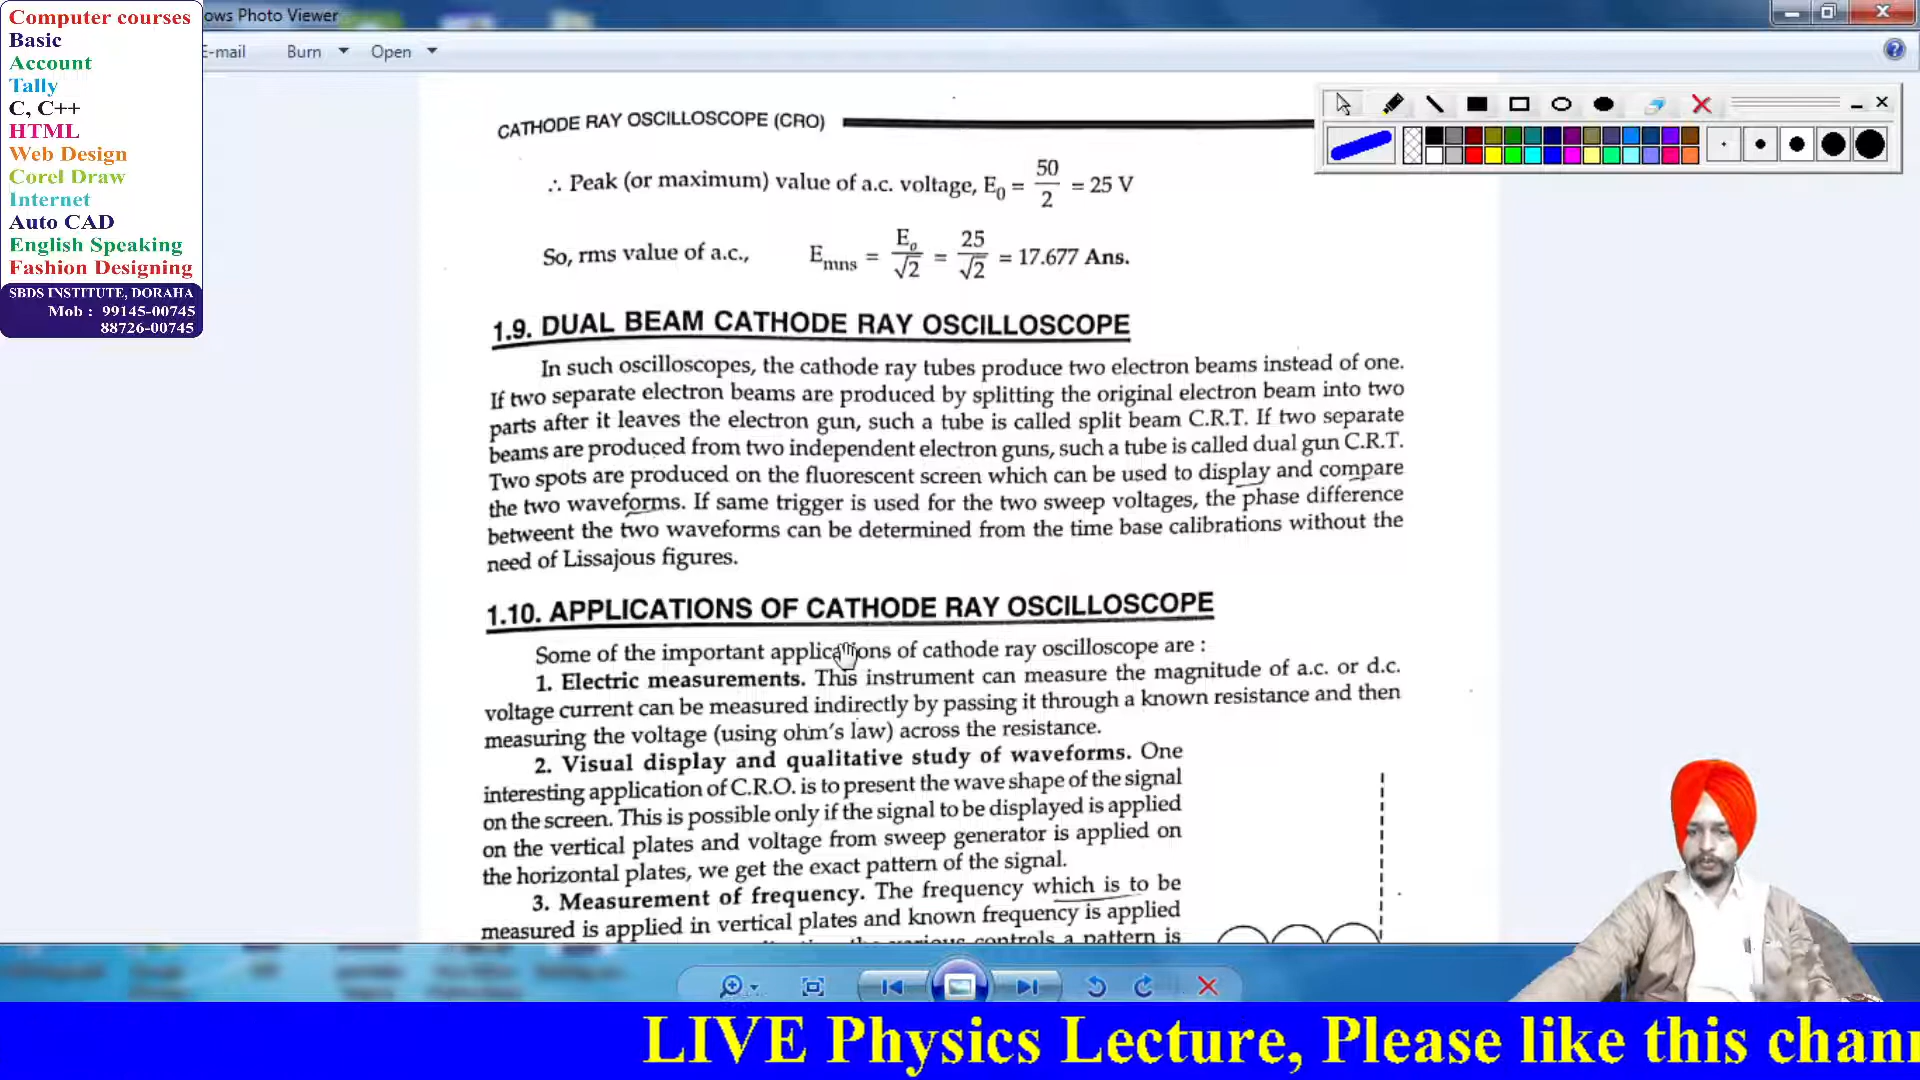 Computer courses
Basic
Account
Tally
C, C++
HTML
Web Design
Corel Draw
Internet
Auto CAD
English Speaking
Fashion Designing
SBDS INSTITUTE, DORAHA
Mob : 99145-00745
88726-00745
ows Photo Viewer
E-mail Burn Open
CATHODE RAY OSCILLOSCOPE (CRO)
∴ Peak (or maximum) value of a.c. voltage, E₀ = 50/2 = 25 V
So, rms value of a.c., Emns = Eo/√2 = 25/√2 = 17.677 Ans.
1.9. DUAL BEAM CATHODE RAY OSCILLOSCOPE
In such oscilloscopes, the cathode ray tubes produce two electron beams instead of one.
If two separate electron beams are produced by splitting the original electron beam into two
parts after it leaves the electron gun, such a tube is called split beam C.R.T. If two separate
beams are produced from two independent electron guns, such a tube is called dual gun C.R.T.
Two spots are produced on the fluorescent screen which can be used to display and compare
the two waveforms. If same trigger is used for the two sweep voltages, the phase difference
betweent the two waveforms can be determined from the time base calibrations without the
need of Lissajous figures.
1.10. APPLICATIONS OF CATHODE RAY OSCILLOSCOPE
Some of the important applications of cathode ray oscilloscope are :
1. Electric measurements. This instrument can measure the magnitude of a.c. or d.c.
voltage current can be measured indirectly by passing it through a known resistance and then
measuring the voltage (using ohm's law) across the resistance.
2. Visual display and qualitative study of waveforms. One
interesting application of C.R.O. is to present the wave shape of the signal
on the screen. This is possible only if the signal to be displayed is applied
on the vertical plates and voltage from sweep generator is applied on
the horizontal plates, we get the exact pattern of the signal.
3. Measurement of frequency. The frequency which is to be
measured is applied in vertical plates and known frequency is applied
controls a pattern is
LIVE Physics Lecture, Please like this chann